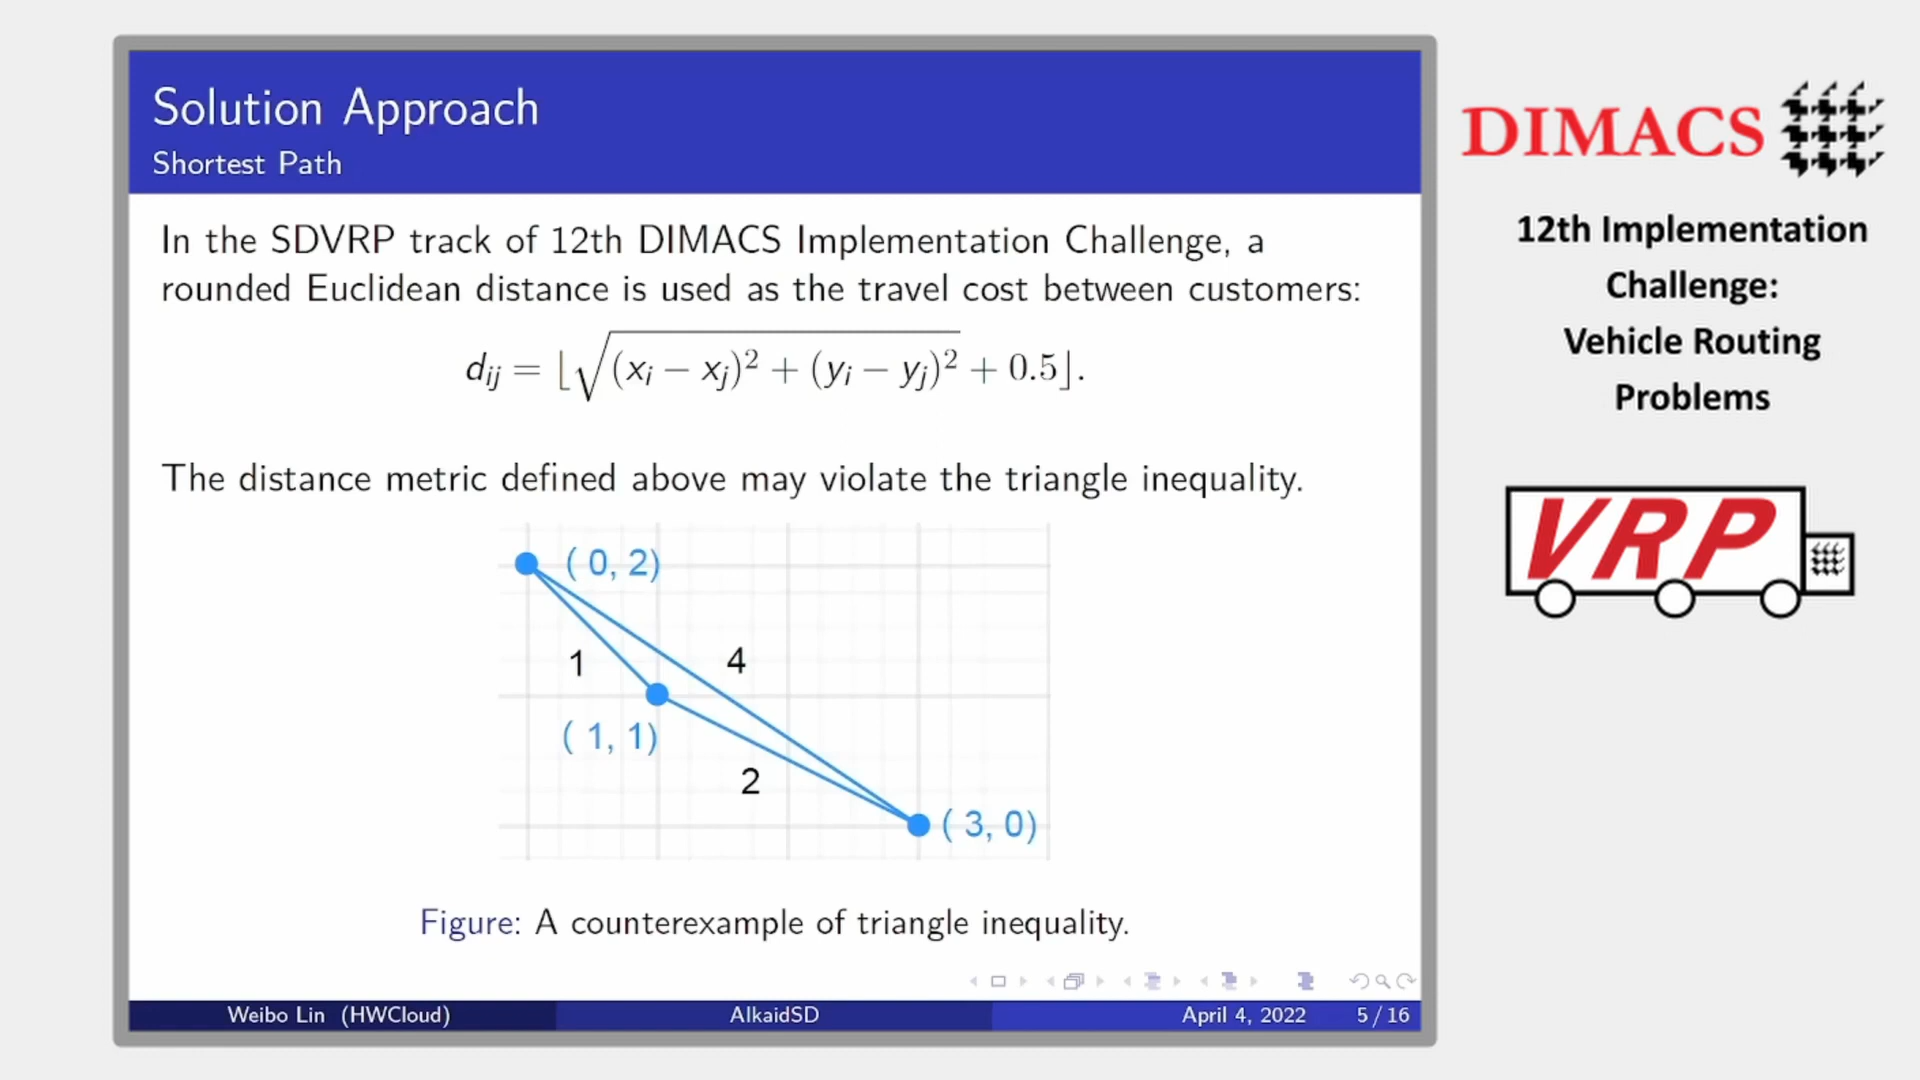 Solution Approach
Shortest Path
In the SDVRP track of 12th DIMACS Implementation Challenge, a
rounded Euclidean distance is used as the travel cost between customers:
d_{ij} = ⌊√((x_i − x_j)² + (y_i − y_j)²) + 0.5⌋.
The distance metric defined above may violate the triangle inequality.
( 0, 2)
1
4
( 1, 1)
2
( 3, 0)
Figure: A counterexample of triangle inequality.
Weibo Lin (HWCloud)
AlkaidSD
April 4, 2022
5 / 16
DIMACS
12th Implementation
Challenge:
Vehicle Routing
Problems
VRP